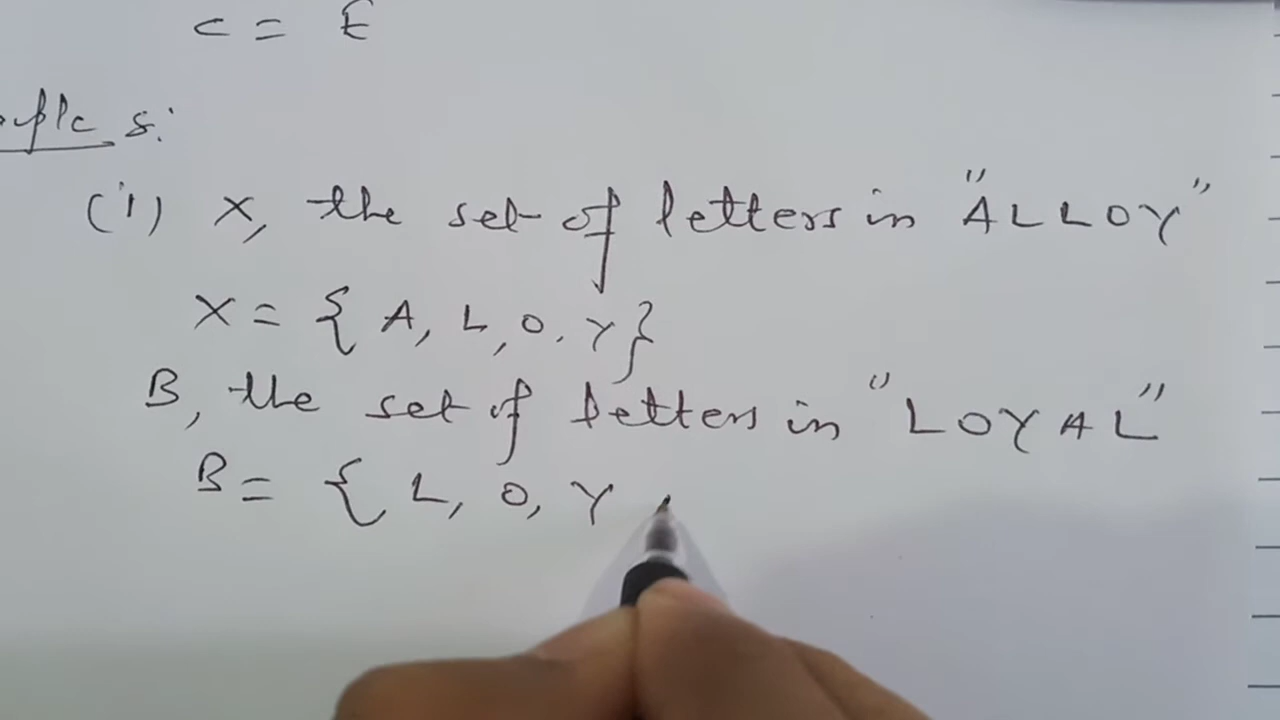 C = E
(i) X, the set of letters in "ALLOY"
X = { A, L, O, Y}
B, the set of letters in "LOYAL"
B = { L, O, Y